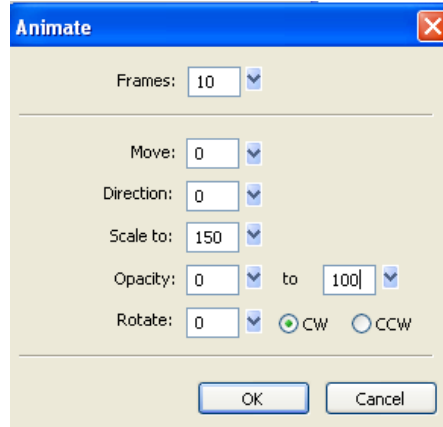 Animate
Frames: 10
Move: 0
Direction: 0
Scale to: 150
Opacity: 0 to 100
Rotate: 0 CW CCW
OK Cancel